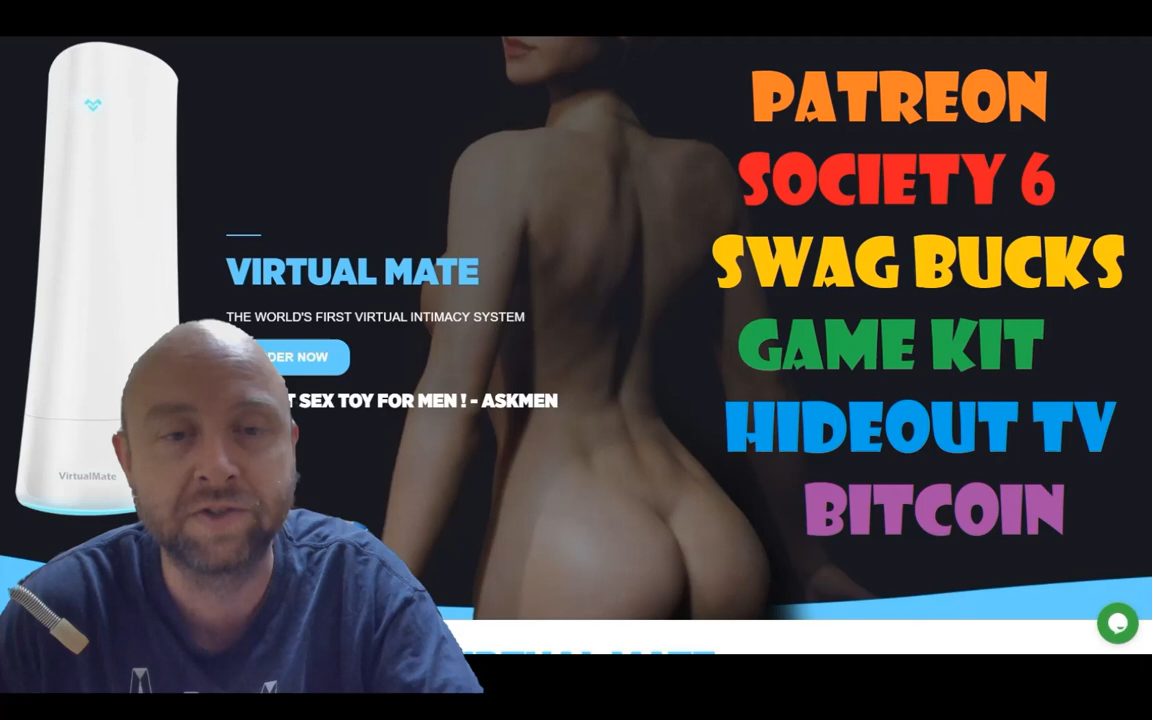 PATREON
SOCIETY 6
SWAG BUCKS
VIRTUAL MATE
THE WORLD'S FIRST VIRTUAL INTIMACY SYSTEM
GAME KIT
NOW
SEX TOY FOR MEN ! - ASKMEN
HIDEOUT TV
VirtualMate
BITCOIN